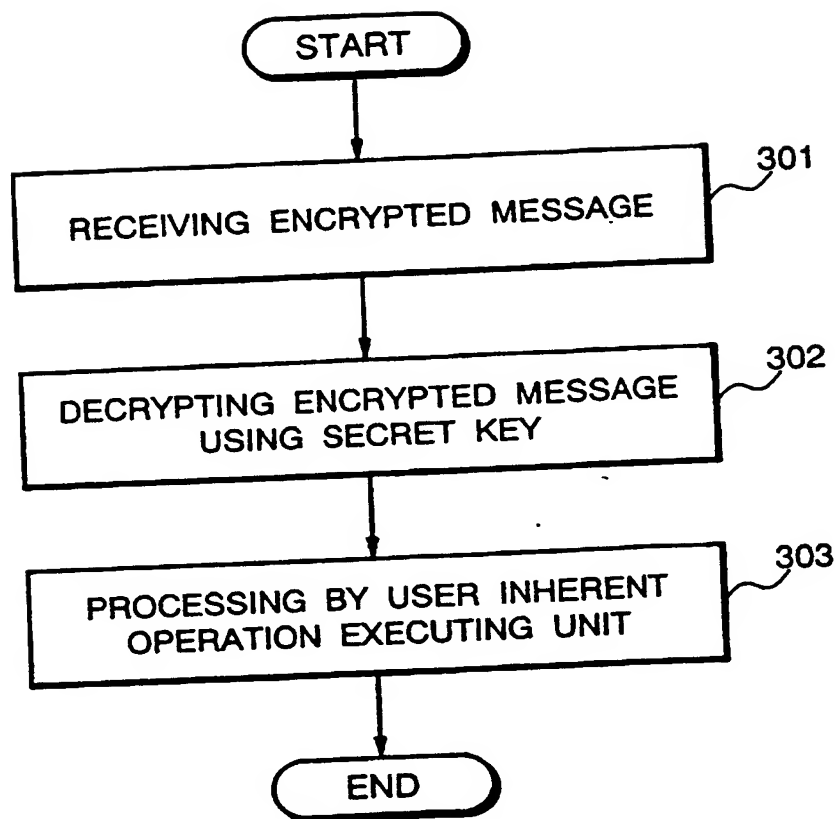 START
301
RECEIVING ENCRYPTED MESSAGE
302
DECRYPTING ENCRYPTED MESSAGE
USING SECRET KEY
303
PROCESSING BY USER INHERENT
OPERATION EXECUTING UNIT
END